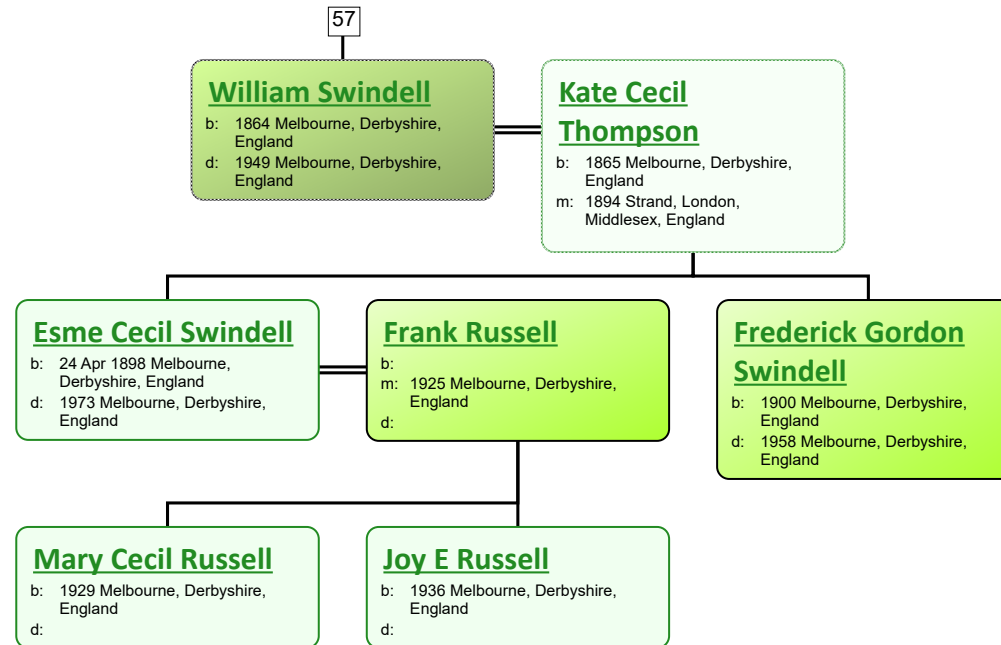 57
William Swindell
b: 1864 Melbourne, Derbyshire,
England
d: 1949 Melbourne, Derbyshire,
England
Kate Cecil
Thompson
b: 1865 Melbourne, Derbyshire,
England
m: 1894 Strand, London,
Middlesex, England
Esme Cecil Swindell
b: 24 Apr 1898 Melbourne,
Derbyshire, England
d: 1973 Melbourne, Derbyshire,
England
Frank Russell
b:
m: 1925 Melbourne, Derbyshire,
England
d:
Frederick Gordon
Swindell
b: 1900 Melbourne, Derbyshire,
England
d: 1958 Melbourne, Derbyshire,
England
Mary Cecil Russell
b: 1929 Melbourne, Derbyshire,
England
d:
Joy E Russell
b: 1936 Melbourne, Derbyshire,
England
d: